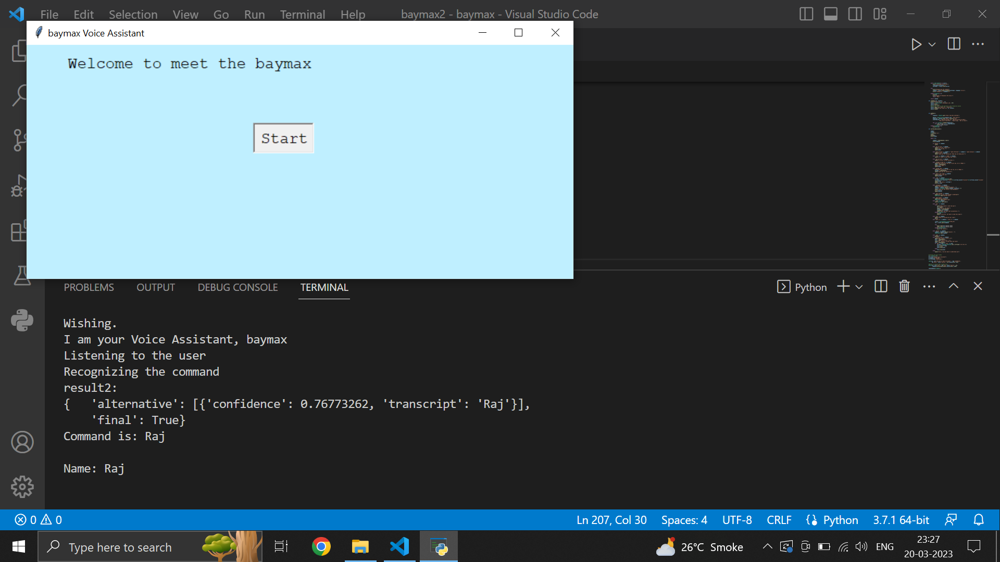 File Edit Selection View Go Run Terminal Help
baymax2 - baymax - Visual Studio Code
baymax Voice Assistant
Welcome to meet the baymax
Start
PROBLEMS OUTPUT DEBUG CONSOLE TERMINAL
Python
Wishing.
I am your Voice Assistant, baymax
Listening to the user
Recognizing the command
result2:
{   'alternative': [{'confidence': 0.76773262, 'transcript': 'Raj'}],
    'final': True}
Command is: Raj
Name: Raj
0 0
Ln 207, Col 30 Spaces: 4 UTF-8 CRLF Python 3.7.1 64-bit
Type here to search
26°C Smoke
ENG
23:27
20-03-2023